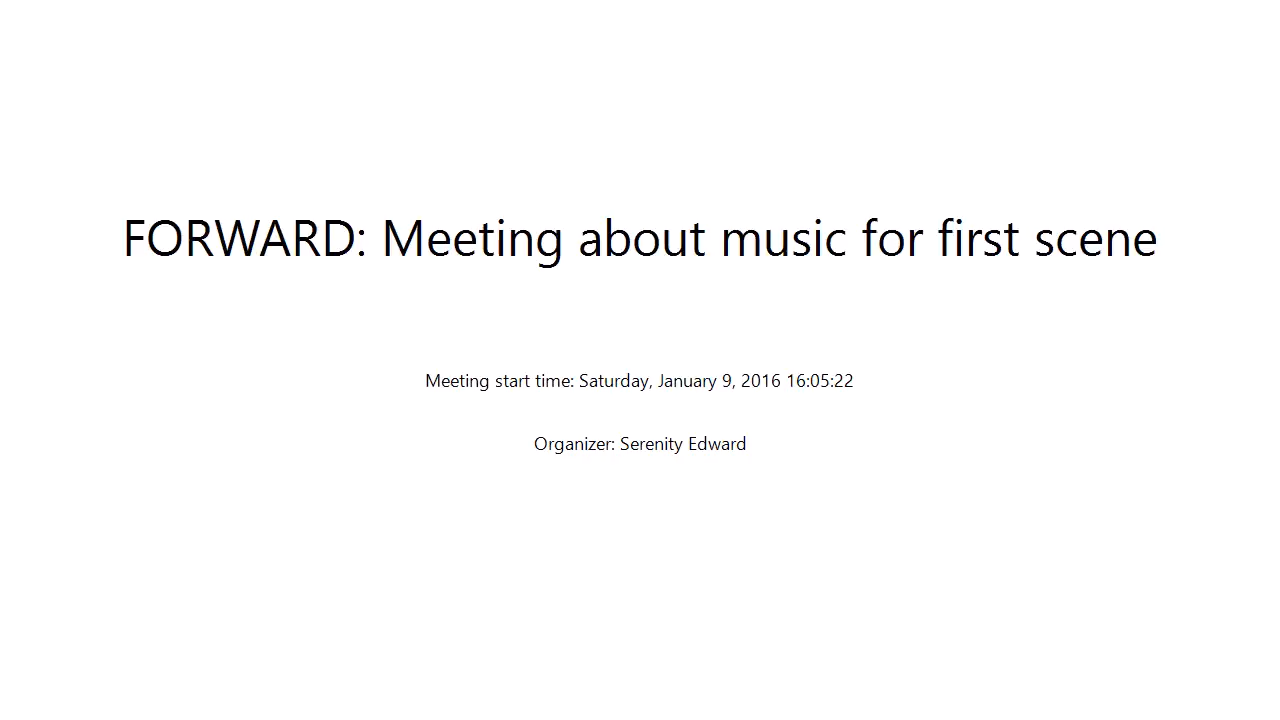 FORWARD: Meeting about music for first scene
Meeting start time: Saturday, January 9, 2016 16:05:22
Organizer: Serenity Edward